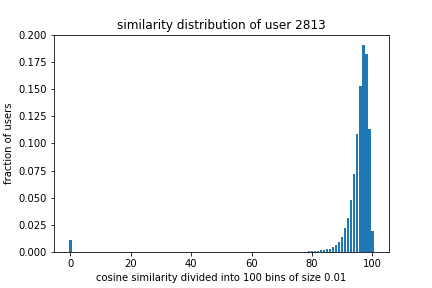 similarity distribution of user 2813
0.200
0.175
0.150
0.125
0.100
0.075
0.050
0.025
0.000
fraction of users
0 20 40 60 80 100
cosine similarity divided into 100 bins of size 0.01